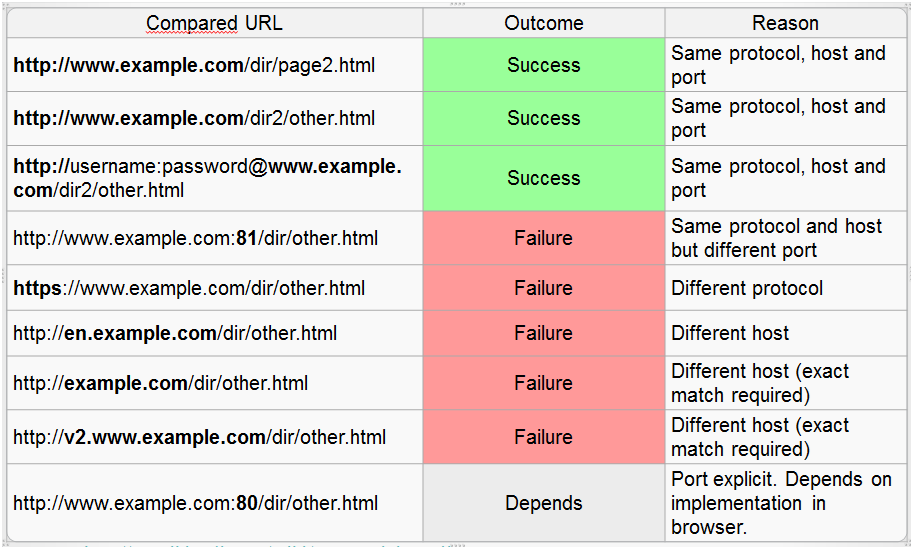 Compared URL Outcome Reason
http://www.example.com/dir/page2.html Success Same protocol, host and
port
http://www.example.com/dir2/other.html Success Same protocol, host and
port
http://username:password@www.example.
com/dir2/other.html Success Same protocol, host and
port
http://www.example.com:81/dir/other.html Failure Same protocol and host
but different port
https://www.example.com/dir/other.html Failure Different protocol
http://en.example.com/dir/other.html Failure Different host
http://example.com/dir/other.html Failure Different host (exact
match required)
http://v2.www.example.com/dir/other.html Failure Different host (exact
match required)
http://www.example.com:80/dir/other.html Depends Port explicit. Depends on
implementation in
browser.